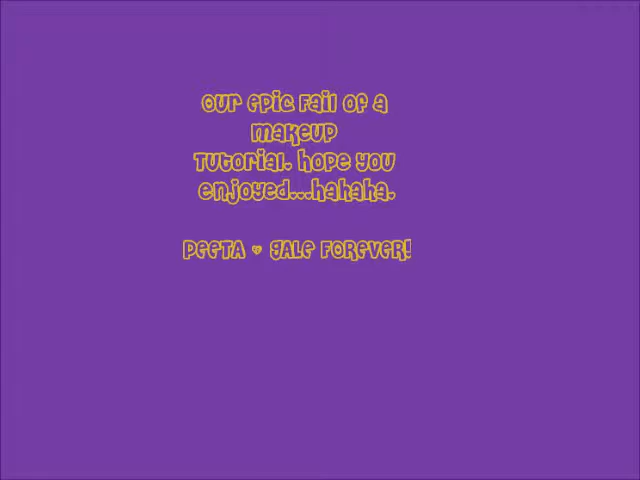 Our epic fail of a
makeup
Tutorial. hope you
enjoyed...hahaha.
PEETA & GALE FOREVER!